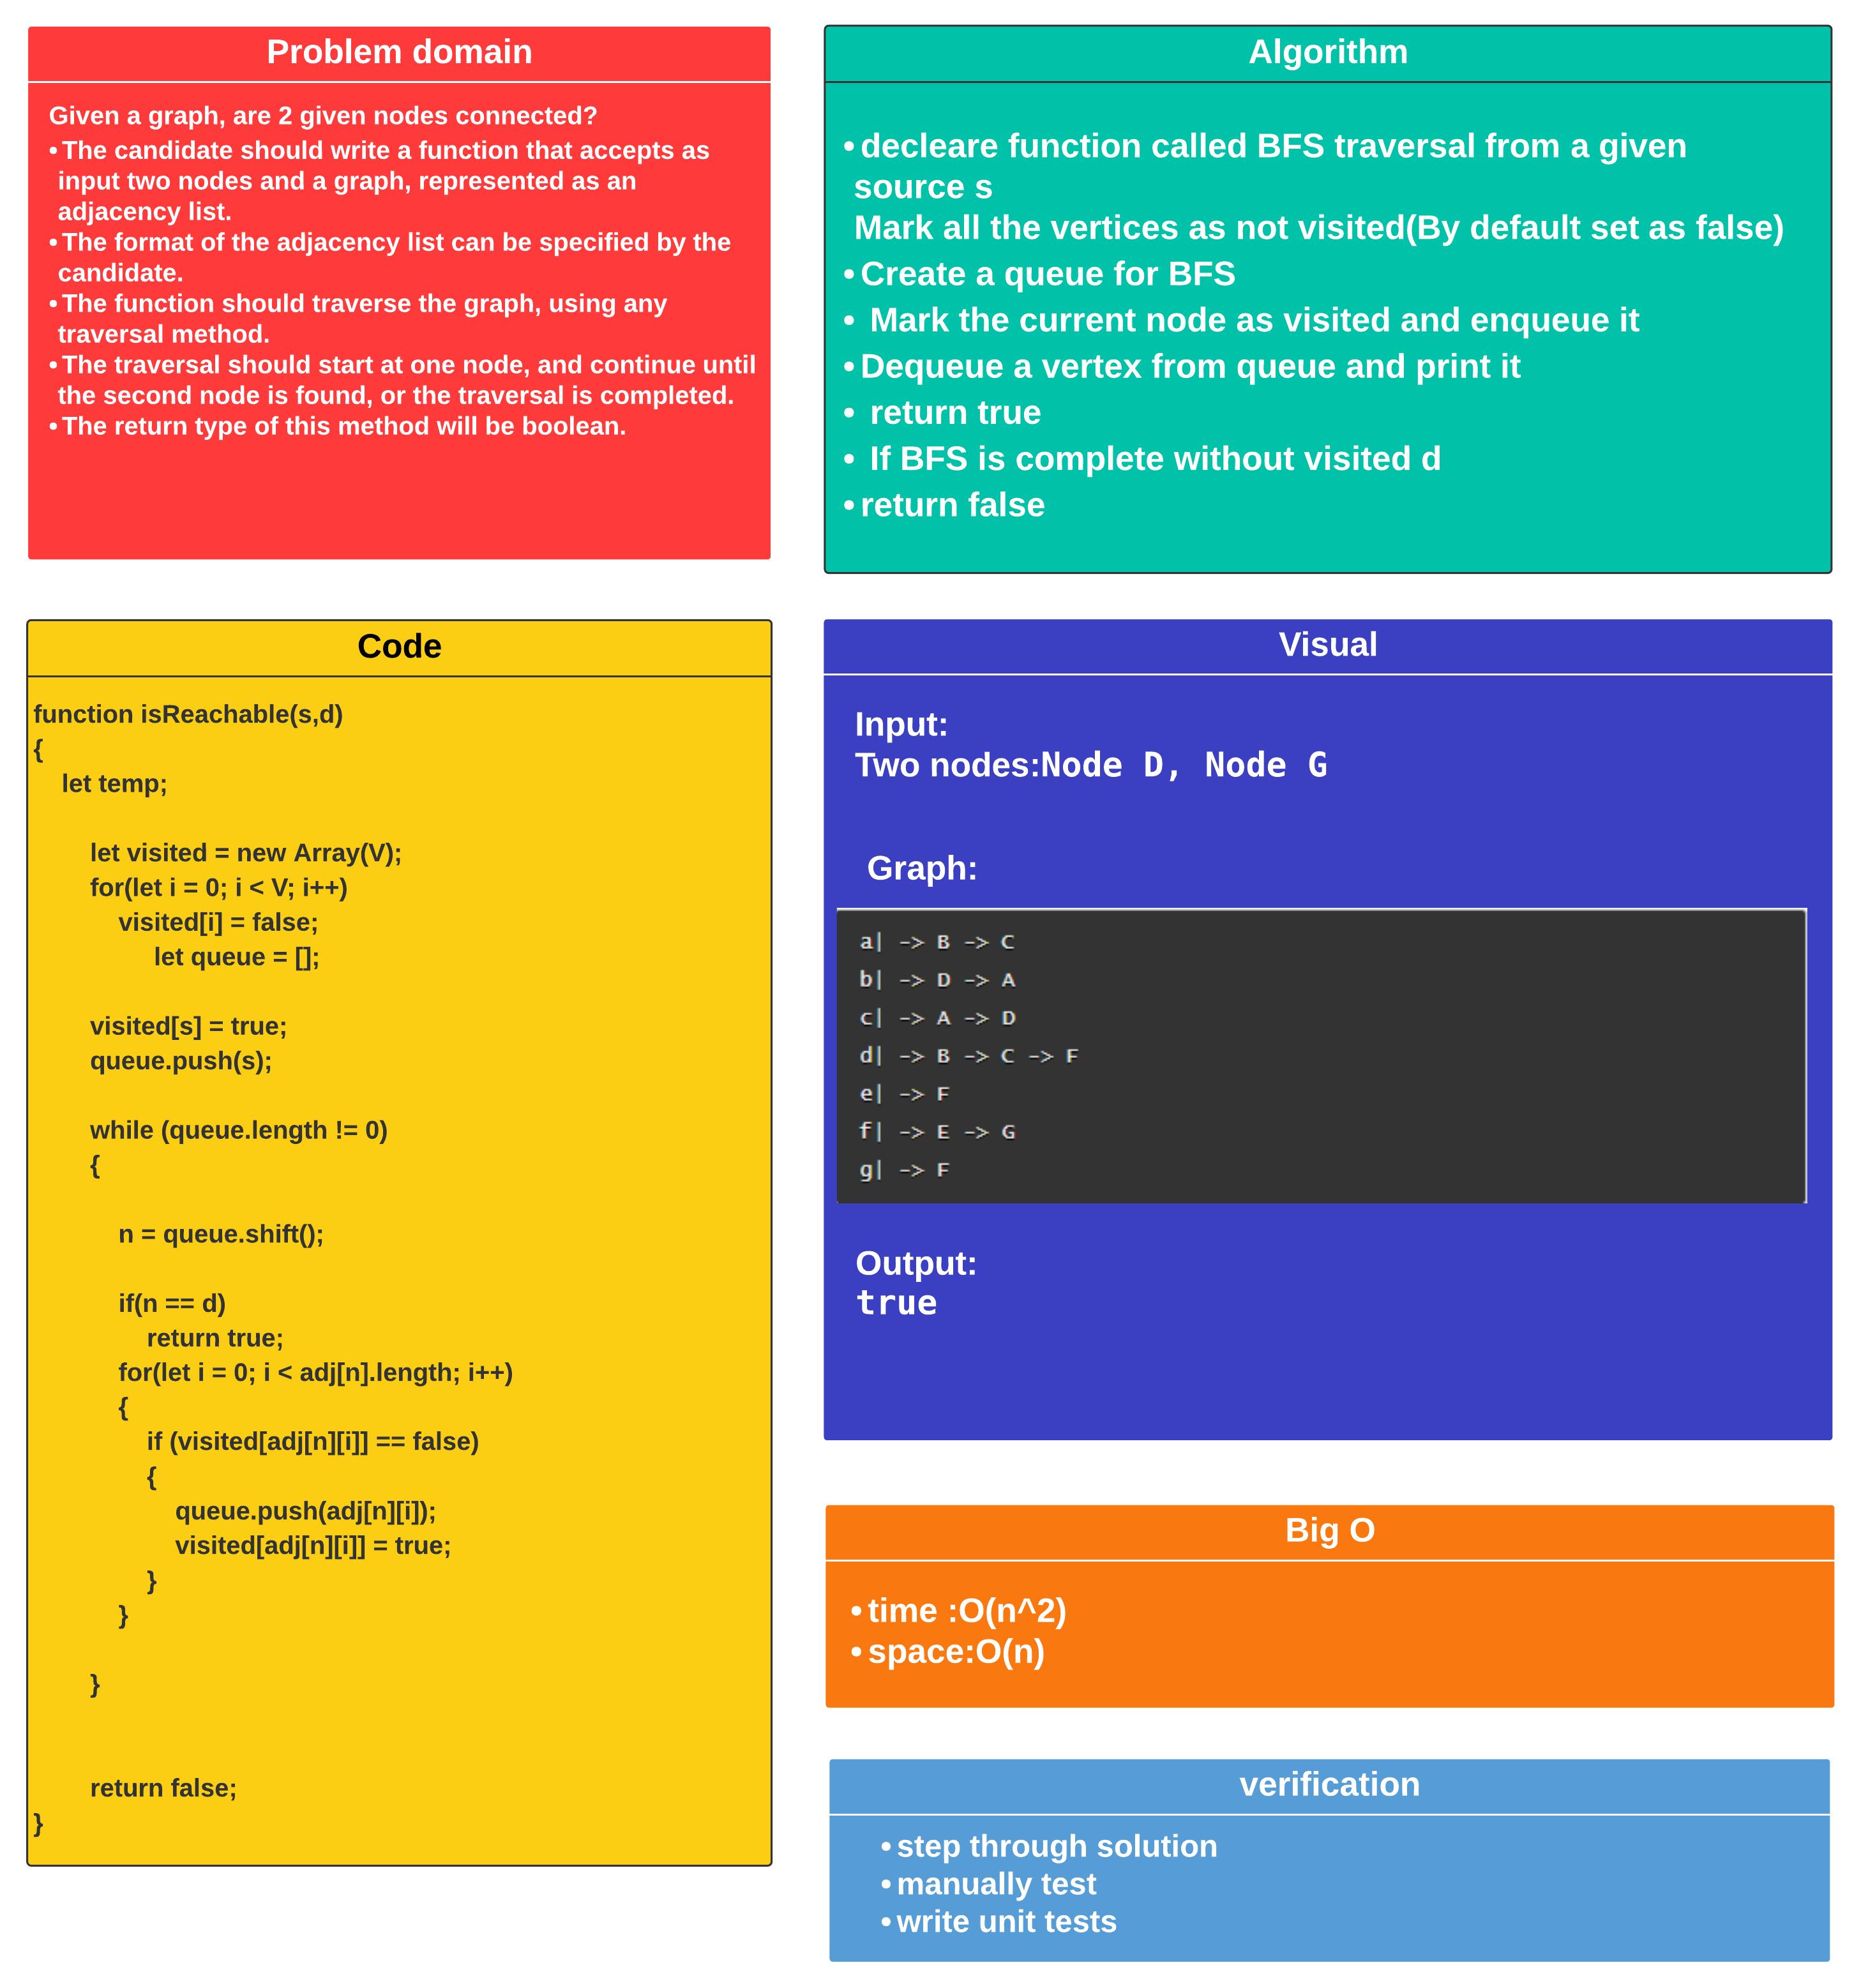 Problem domain
Given a graph, are 2 given nodes connected?
• The candidate should write a function that accepts as
input two nodes and a graph, represented as an
adjacency list.
• The format of the adjacency list can be specified by the
candidate.
• The function should traverse the graph, using any
traversal method.
• The traversal should start at one node, and continue until
the second node is found, or the traversal is completed.
• The return type of this method will be boolean.
Algorithm
• decleare function called BFS traversal from a given
source s
Mark all the vertices as not visited(By default set as false)
• Create a queue for BFS
• Mark the current node as visited and enqueue it
• Dequeue a vertex from queue and print it
• return true
• If BFS is complete without visited d
• return false
Code
function isReachable(s,d)
{
let temp;
let visited = new Array(V);
for(let i = 0; i < V; i++)
visited[i] = false;
let queue = [];
visited[s] = true;
queue.push(s);
while (queue.length != 0)
{
n = queue.shift();
if(n == d)
return true;
for(let i = 0; i < adj[n].length; i++)
{
if (visited[adj[n][i]] == false)
{
queue.push(adj[n][i]);
visited[adj[n][i]] = true;
}
}
}
return false;
}
Visual
Input:
Two nodes:Node D, Node G
Graph:
a| -> B -> C
b| -> D -> A
c| -> A -> D
d| -> B -> C -> F
e| -> F
f| -> E -> G
g| -> F
Output:
true
Big O
• time :O(n^2)
• space:O(n)
verification
• step through solution
• manually test
• write unit tests